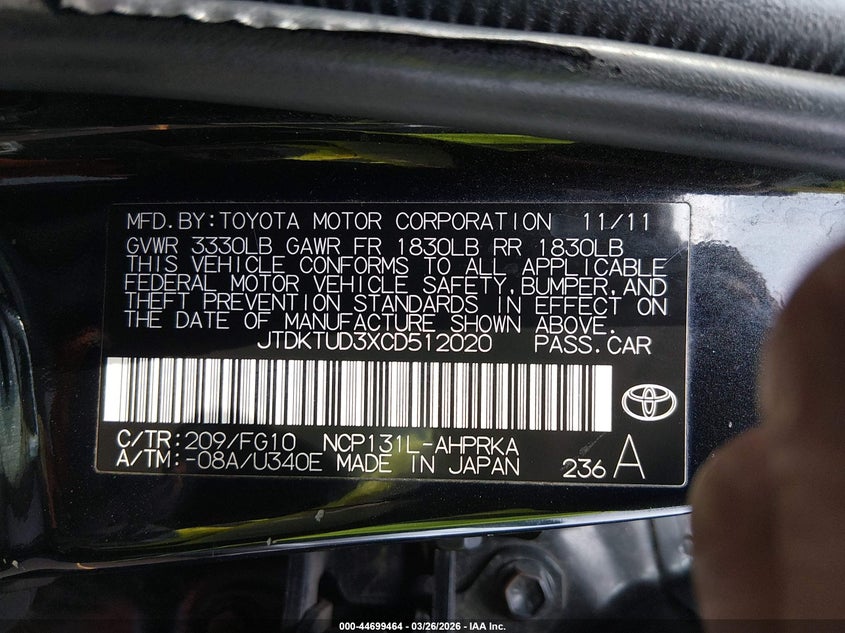 MFD.BY:TOYOTA MOTOR CORPORATION 11/11
GVWR 3330LB GAWR FR 1830LB RR 1830LB
THIS VEHICLE CONFORMS TO ALL APPLICABLE
FEDERAL MOTOR VEHICLE SAFETY,BUMPER,AND
THEFT PREVENTION STANDARDS IN EFFECT ON
THE DATE OF MANUFACTURE SHOWN ABOVE.
JTDKTUD3XCD512020 PASS.CAR
C/TR:209/FG10 NCP131L-AHPRKA
A/TM:-08A/U340E MADE IN JAPAN 236 A
000-44699464 - 03/26/2026 - IAA Inc.